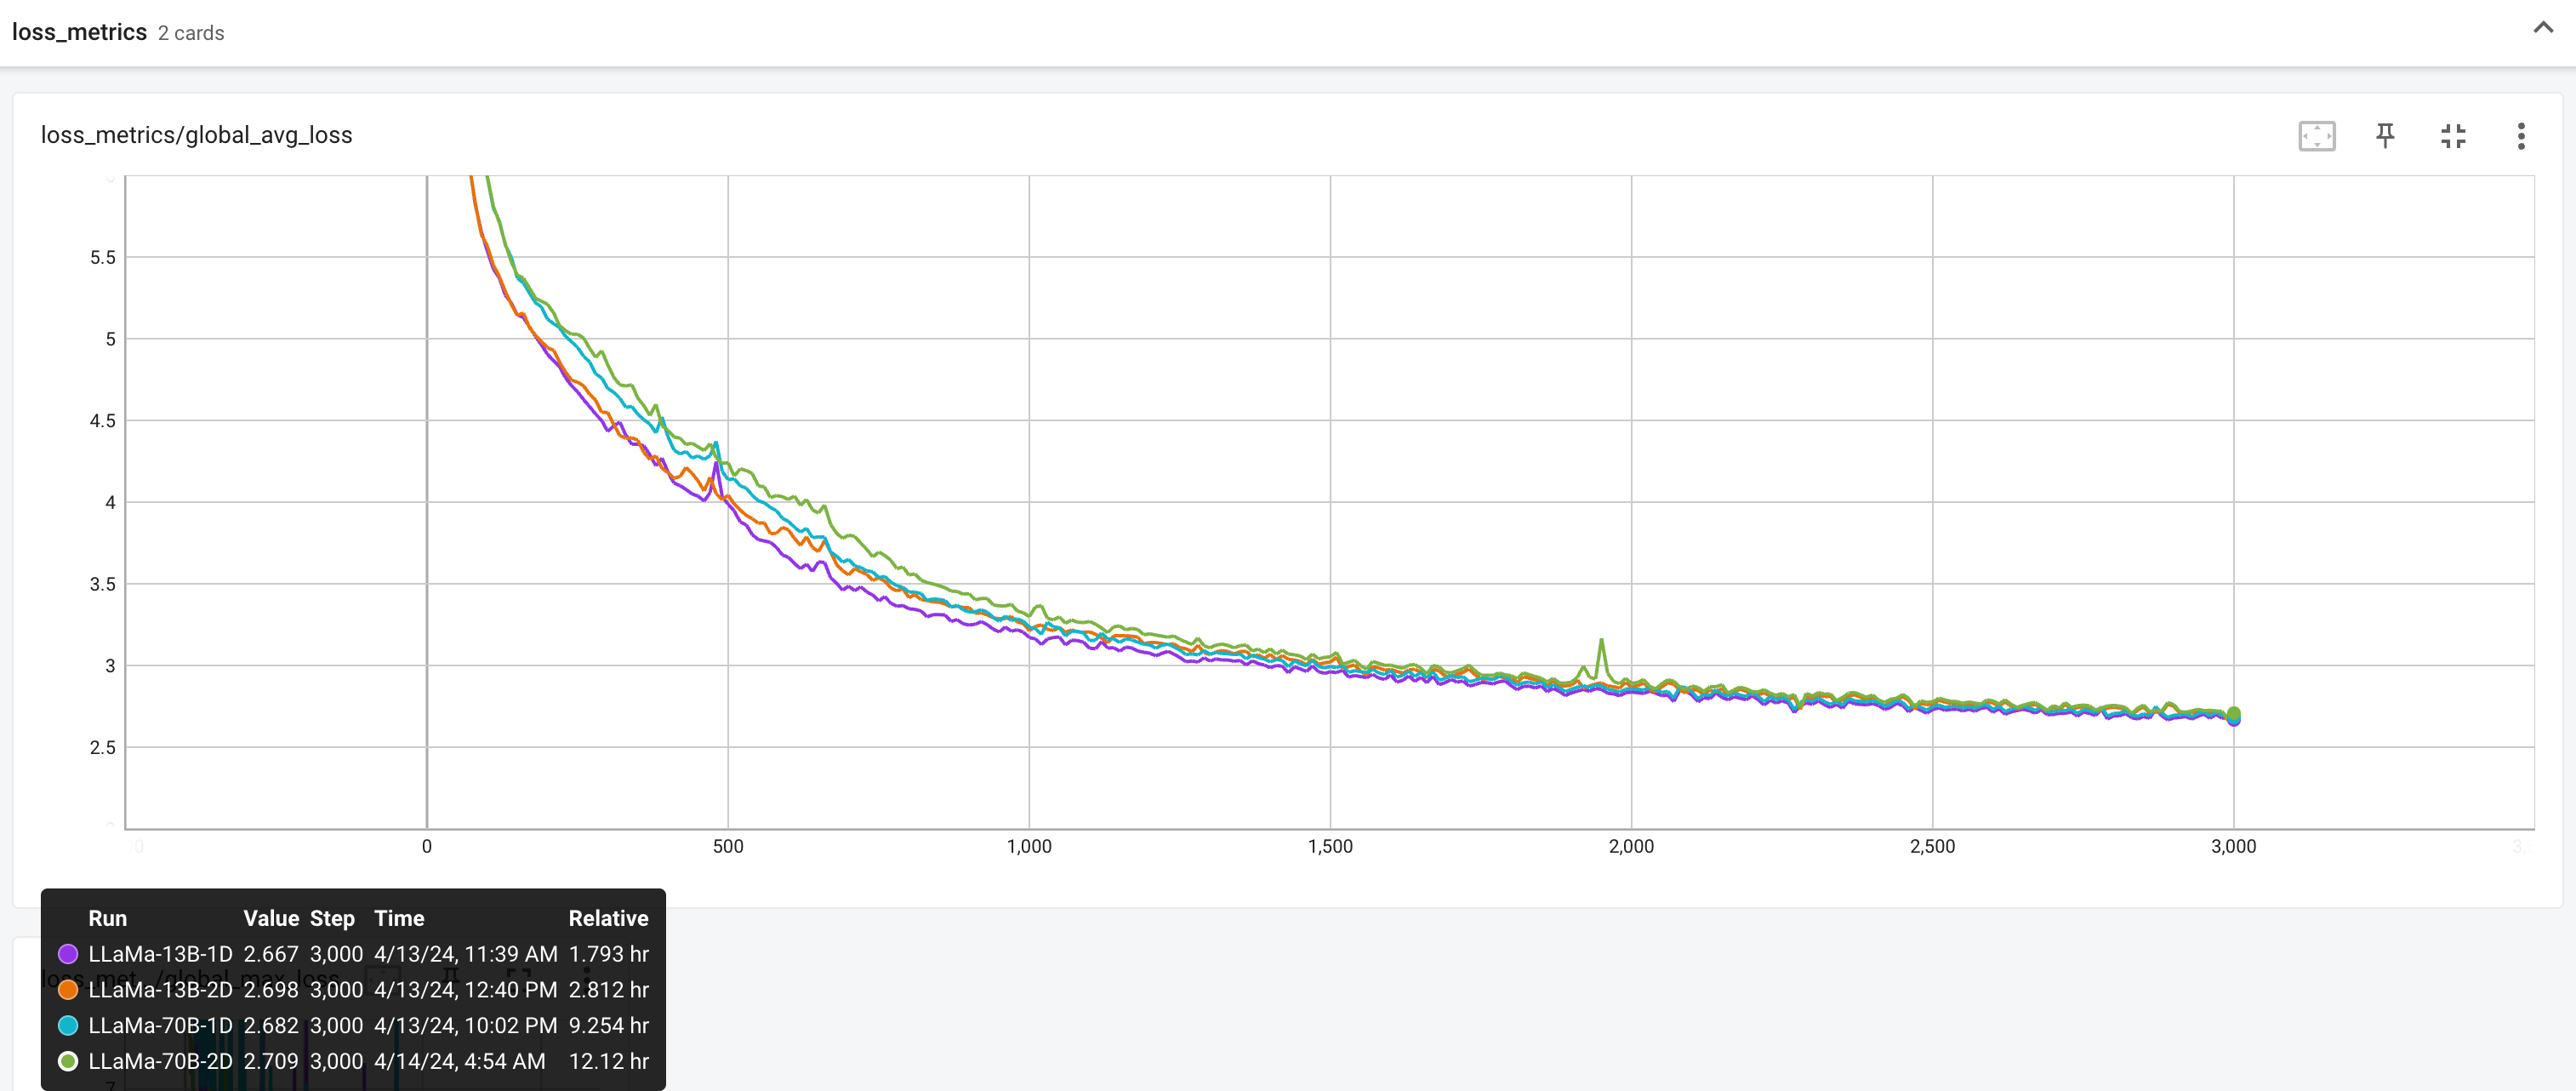 loss_metrics 2 cards
loss_metrics/global_avg_loss
5.5
5
4.5
4
3.5
3
2.5
0 500 1,000 1,500 2,000 2,500 3,000
Run Value Step Time Relative
LLaMa-13B-1D 2.667 3,000 4/13/24, 11:39 AM 1.793 hr
loss_met.../global_max_loss
LLaMa-13B-2D 2.698 3,000 4/13/24, 12:40 PM 2.812 hr
LLaMa-70B-1D 2.682 3,000 4/13/24, 10:02 PM 9.254 hr
LLaMa-70B-2D 2.709 3,000 4/14/24, 4:54 AM 12.12 hr
7